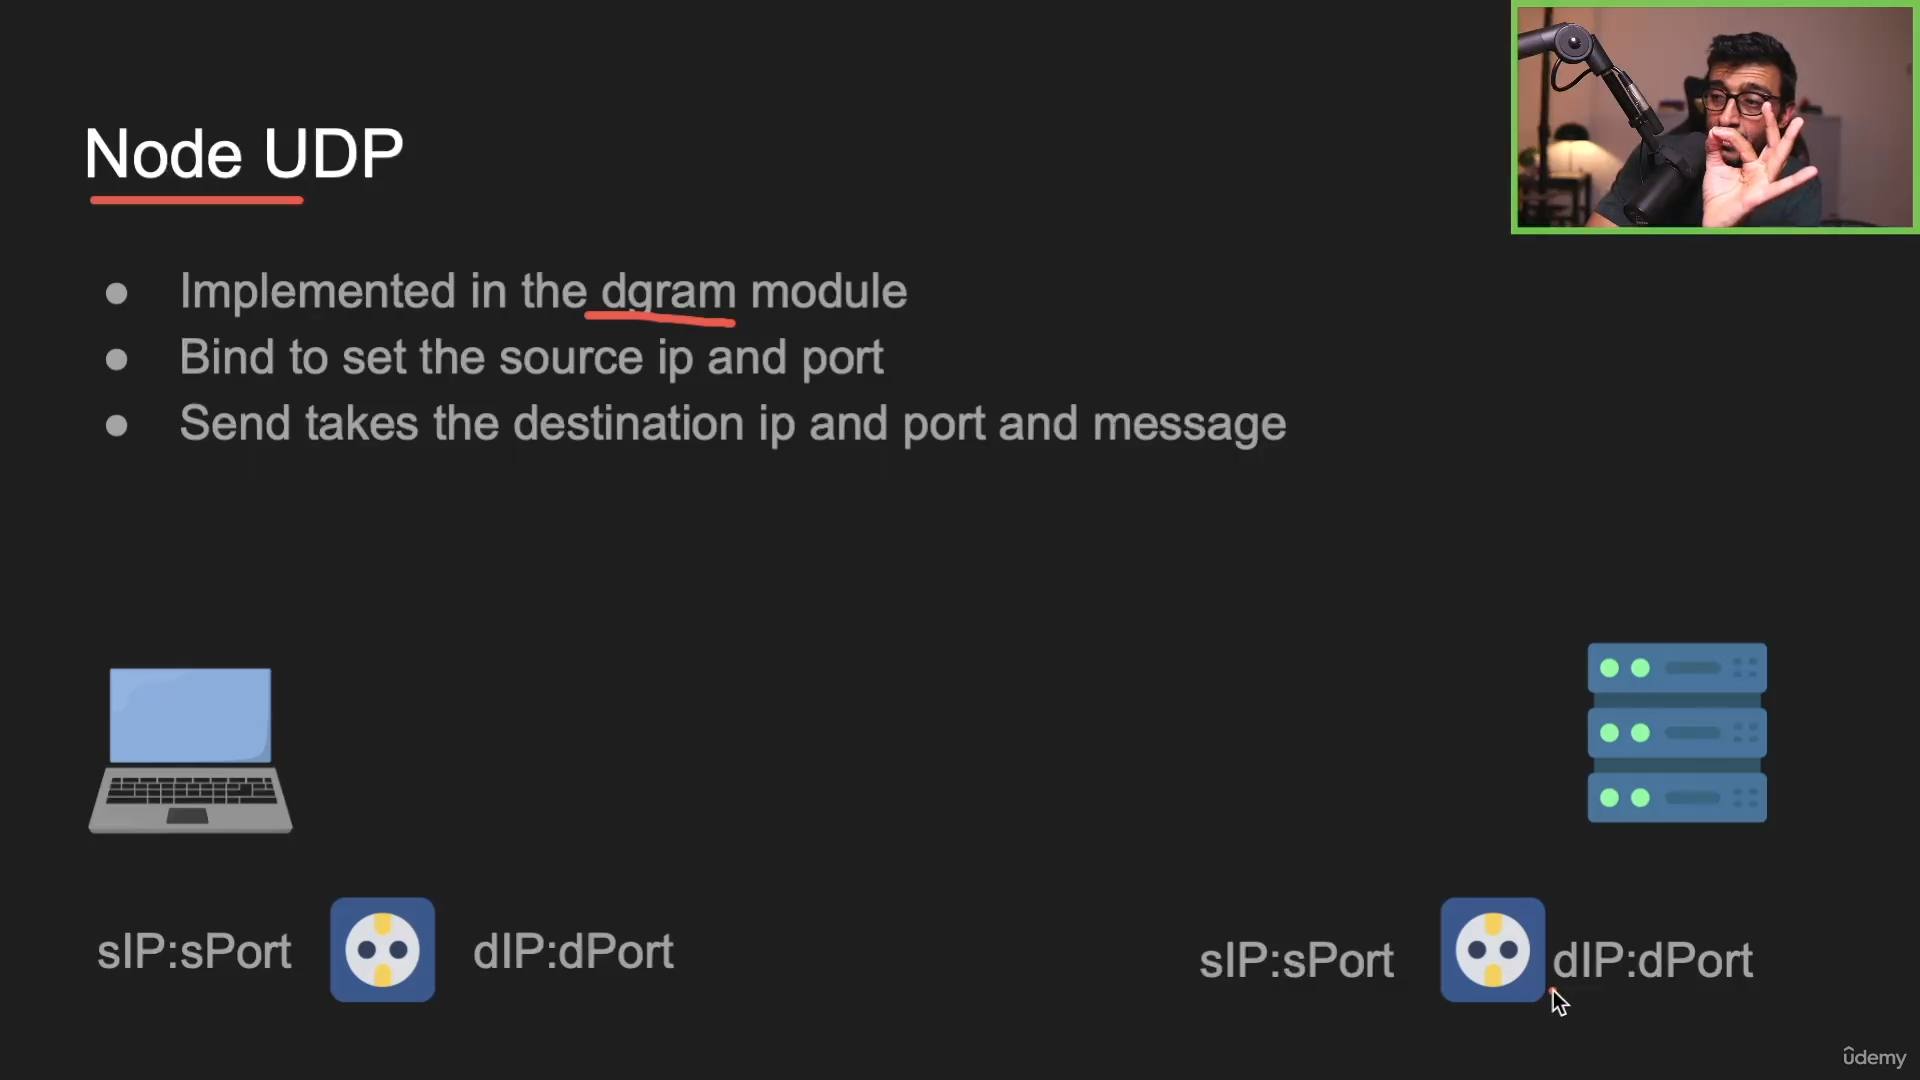 Node UDP
Implemented in the dgram module
Bind to set the source ip and port
Send takes the destination ip and port and message
sIP:sPort
dIP:dPort
sIP:sPort
dIP:dPort
ûdemy